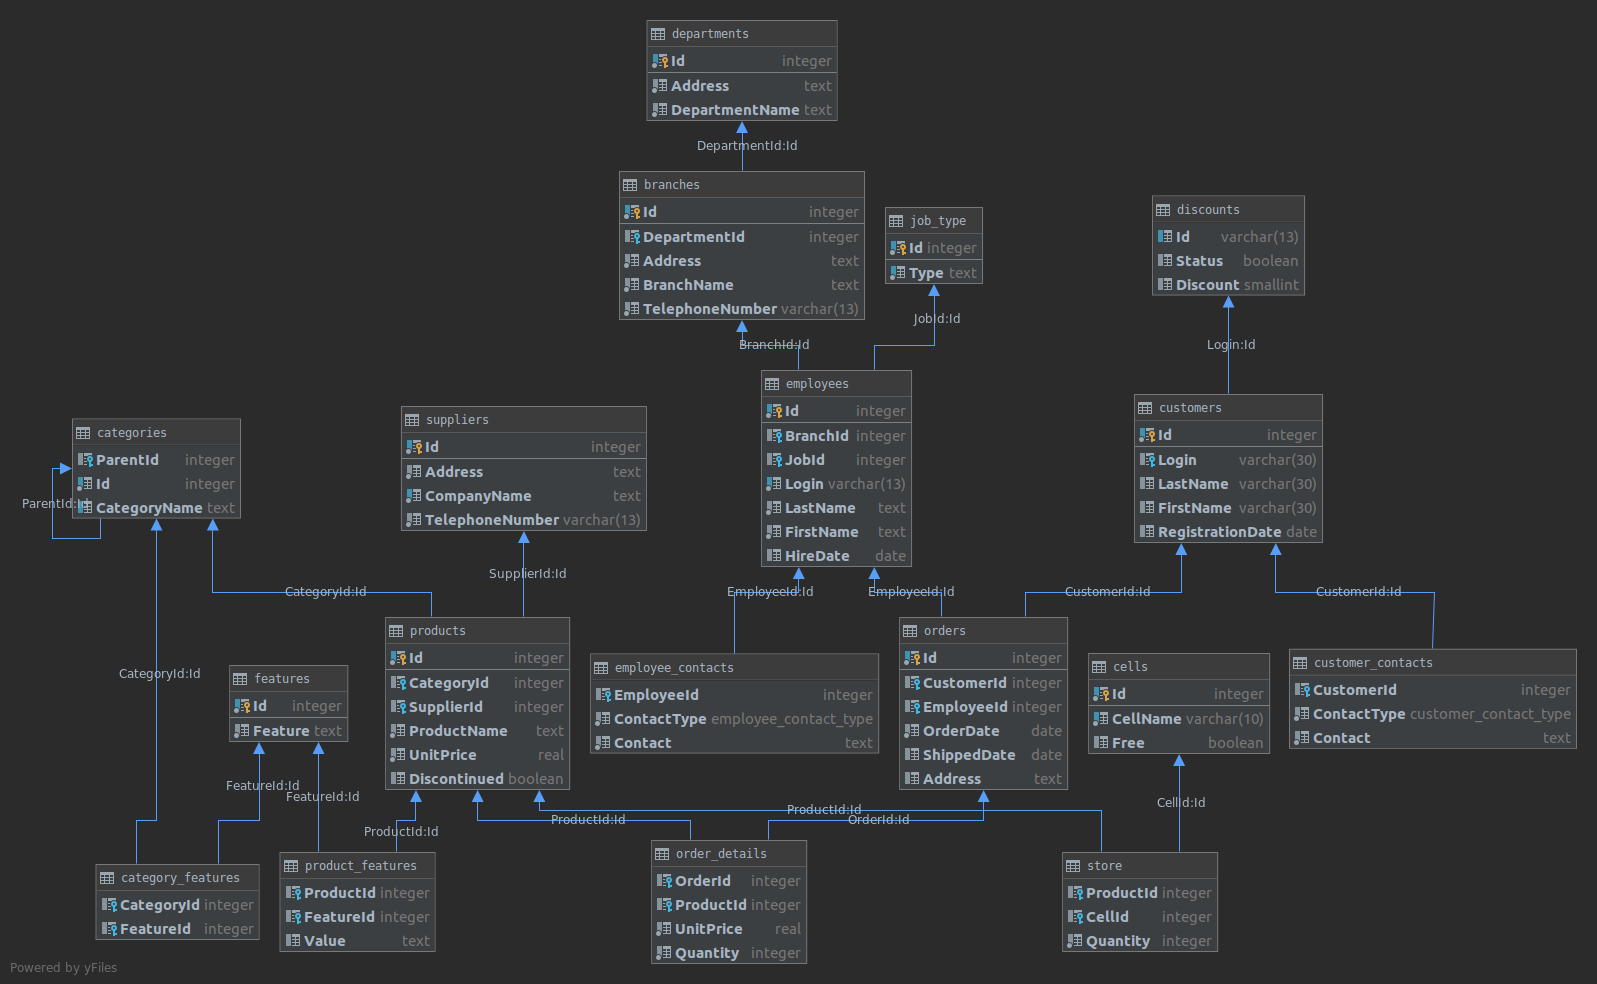 departments
Id integer
Address text
DepartmentName text
DepartmentId:Id
branches
Id integer
DepartmentId integer
Address text
BranchName text
TelephoneNumber varchar(13)
job_type
Id integer
Type text
discounts
Id varchar(13)
Status boolean
Discount smallint
BranchId:Id
JobId:Id
Login:Id
employees
Id integer
BranchId integer
JobId integer
Login varchar(13)
LastName text
FirstName text
HireDate date
customers
Id integer
Login varchar(30)
LastName varchar(30)
FirstName varchar(30)
RegistrationDate date
categories
ParentId integer
Id integer
CategoryName text
ParentId:Id
suppliers
Id integer
Address text
CompanyName text
TelephoneNumber varchar(13)
CategoryId:Id
SupplierId:Id
EmployeeId:Id
EmployeeId:Id
CustomerId:Id
CustomerId:Id
products
Id integer
CategoryId integer
SupplierId integer
ProductName text
UnitPrice real
Discontinued boolean
CategoryId:Id
features
Id integer
Feature text
employee_contacts
EmployeeId integer
ContactType employee_contact_type
Contact text
orders
Id integer
CustomerId integer
EmployeeId integer
OrderDate date
ShippedDate date
Address text
cells
Id integer
CellName varchar(10)
Free boolean
customer_contacts
CustomerId integer
ContactType customer_contact_type
Contact text
FeatureId:Id
FeatureId:Id
ProductId:Id
ProductId:Id
ProductId:Id
OrderId:Id
CellId:Id
category_features
CategoryId integer
FeatureId integer
product_features
ProductId integer
FeatureId integer
Value text
order_details
OrderId integer
ProductId integer
UnitPrice real
Quantity integer
store
ProductId integer
CellId integer
Quantity integer
Powered by yFiles